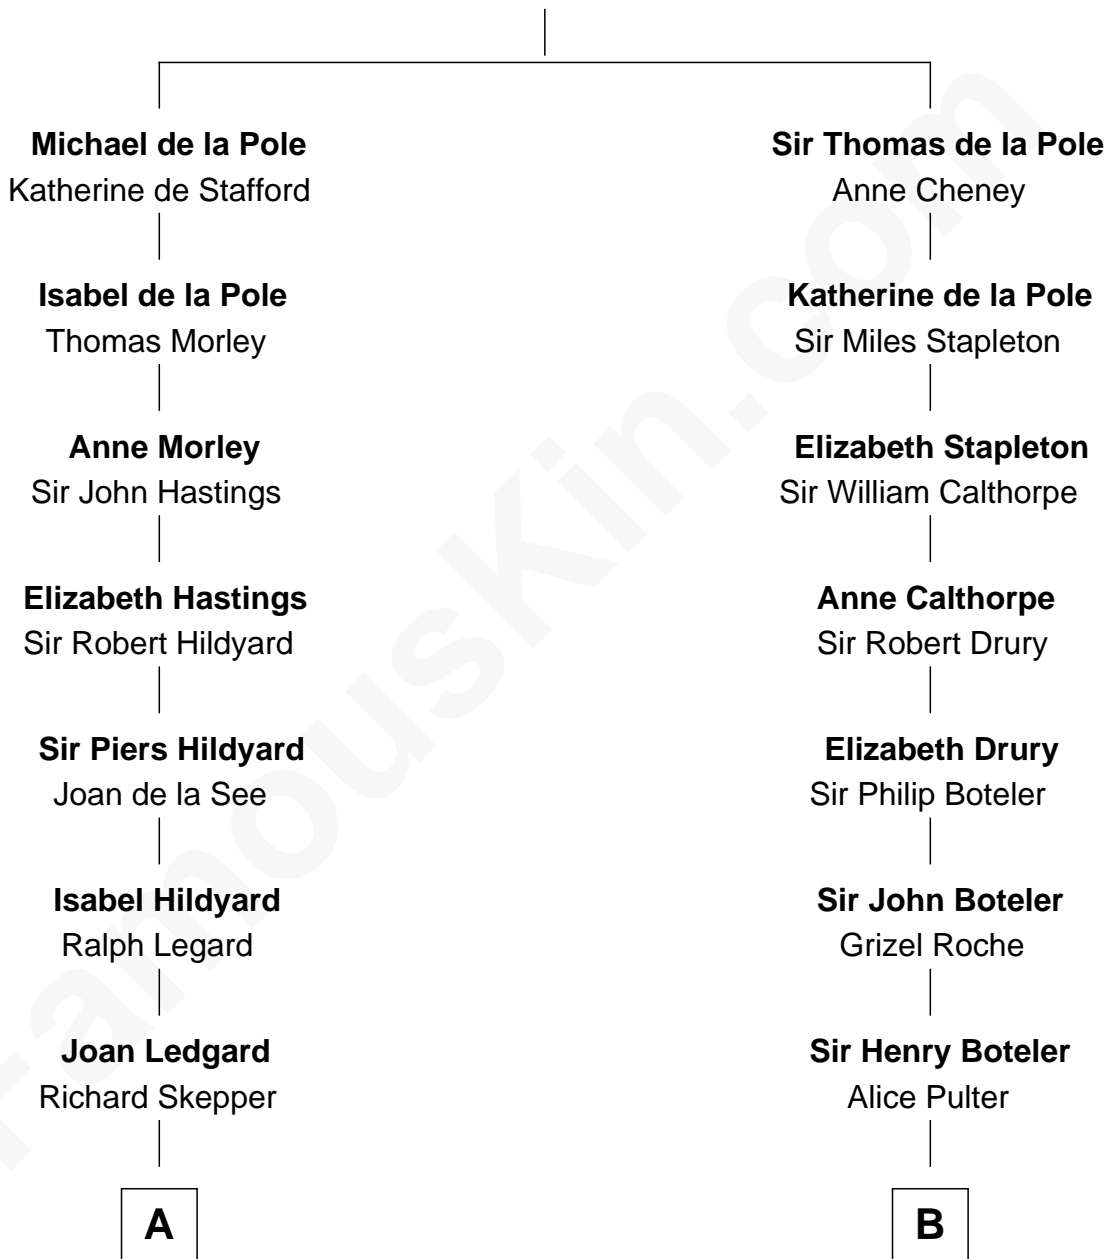 Michael de la Pole
Katherine de Stafford
Isabel de la Pole
Thomas Morley
Anne Morley
Sir John Hastings
Elizabeth Hastings
Sir Robert Hildyard
Sir Piers Hildyard
Joan de la See
Isabel Hildyard
Ralph Legard
Joan Ledgard
Richard Skepper
A
Sir Thomas de la Pole
Anne Cheney
Katherine de la Pole
Sir Miles Stapleton
Elizabeth Stapleton
Sir William Calthorpe
Anne Calthorpe
Sir Robert Drury
Elizabeth Drury
Sir Philip Boteler
Sir John Boteler
Grizel Roche
Sir Henry Boteler
Alice Pulter
B
FamousKin.com